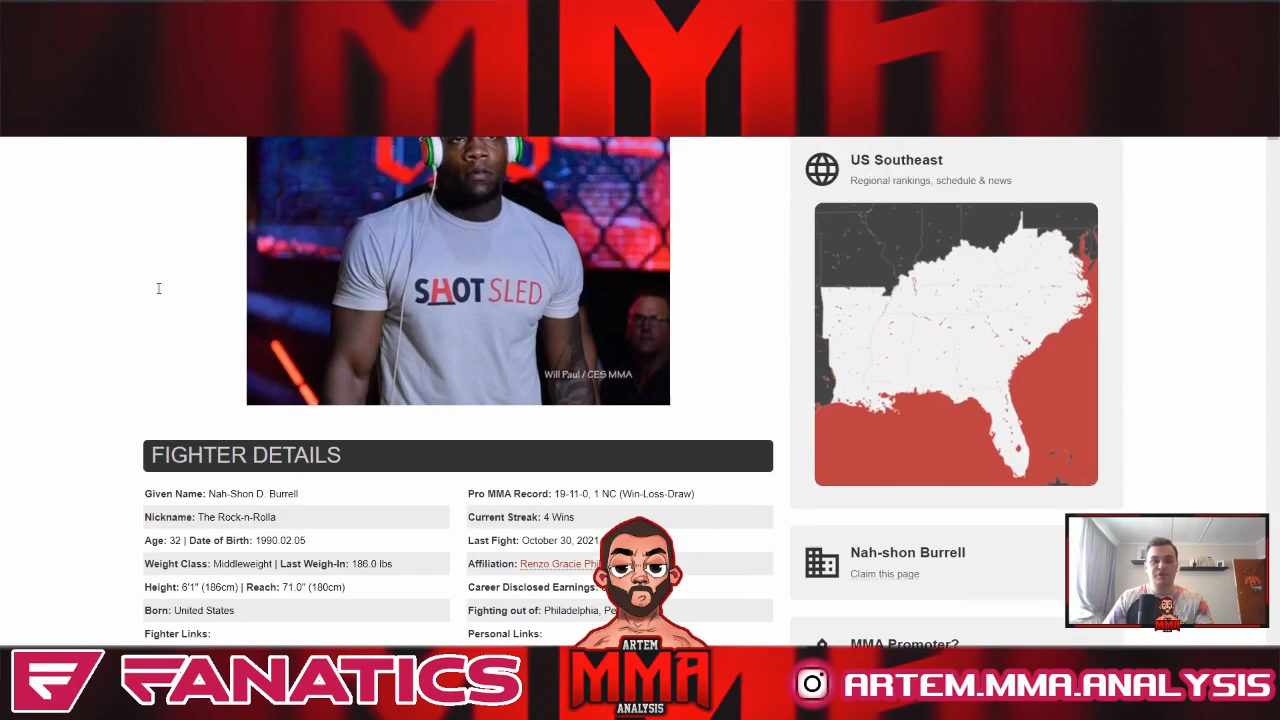 MMA
US Southeast
Regional rankings, schedule & news
SHOT SLED
Will Paul / CES MMA
FIGHTER DETAILS
Given Name: Nah-Shon D. Burrell
Pro MMA Record: 19-11-0, 1 NC (Win-Loss-Draw)
Nickname: The Rock-n-Rolla
Current Streak: 4 Wins
Age: 32 | Date of Birth: 1990.02.05
Last Fight: October 30, 2021
Weight Class: Middleweight | Last Weigh-In: 186.0 lbs
Affiliation: Renzo Gracie Phi
Height: 6'1" (186cm) | Reach: 71.0" (180cm)
Career Disclosed Earnings:
Born: United States
Fighting out of: Philadelphia, Pe
Fighter Links:
Personal Links:
Nah-shon Burrell
Claim this page
MMA Promoter?
MMA
FANATICS
ARTEM
MMA
ANALYSIS
ARTEM.MMA.ANALYSIS